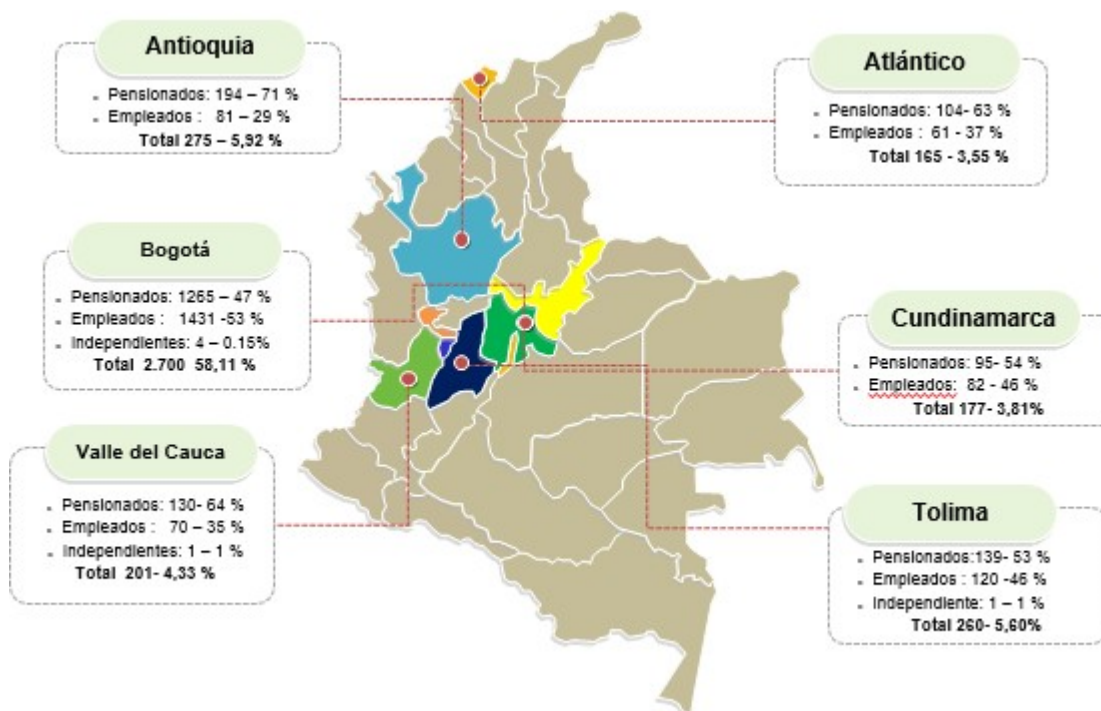 Antioquia
Pensionados: 194 – 71 %
Empleados : 81 – 29 %
Total 275 – 5,92 %
Atlántico
Pensionados: 104- 63 %
Empleados : 61 - 37 %
Total 165 - 3,55 %
Bogotá
Pensionados: 1265 – 47 %
Empleados : 1431 -53 %
Independientes: 4 – 0.15%
Total 2.700 58,11 %
Cundinamarca
Pensionados: 95- 54 %
Empleados: 82 - 46 %
Total 177- 3,81%
Valle del Cauca
Pensionados: 130- 64 %
Empleados : 70 – 35 %
Independientes: 1 – 1 %
Total 201- 4,33 %
Tolima
Pensionados:139- 53 %
Empleados : 120 -46 %
Independiente: 1 – 1 %
Total 260- 5,60%